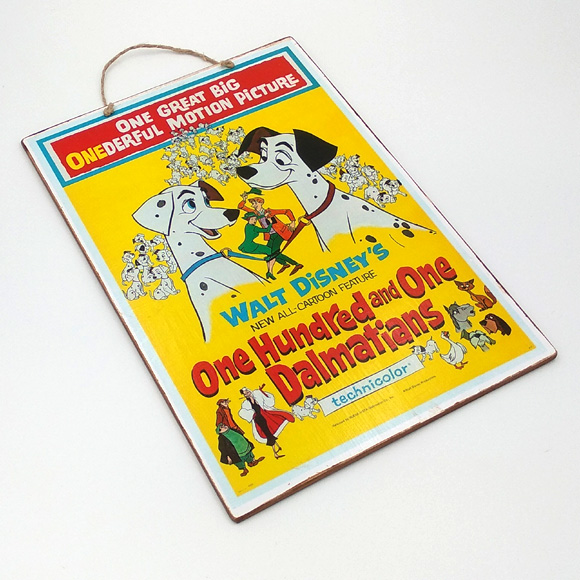 ONE GREAT BIG
ONEDERFUL MOTION PICTURE
WALT DISNEY'S
NEW ALL-CARTOON FEATURE
One Hundred and One
Dalmatians
technicolor